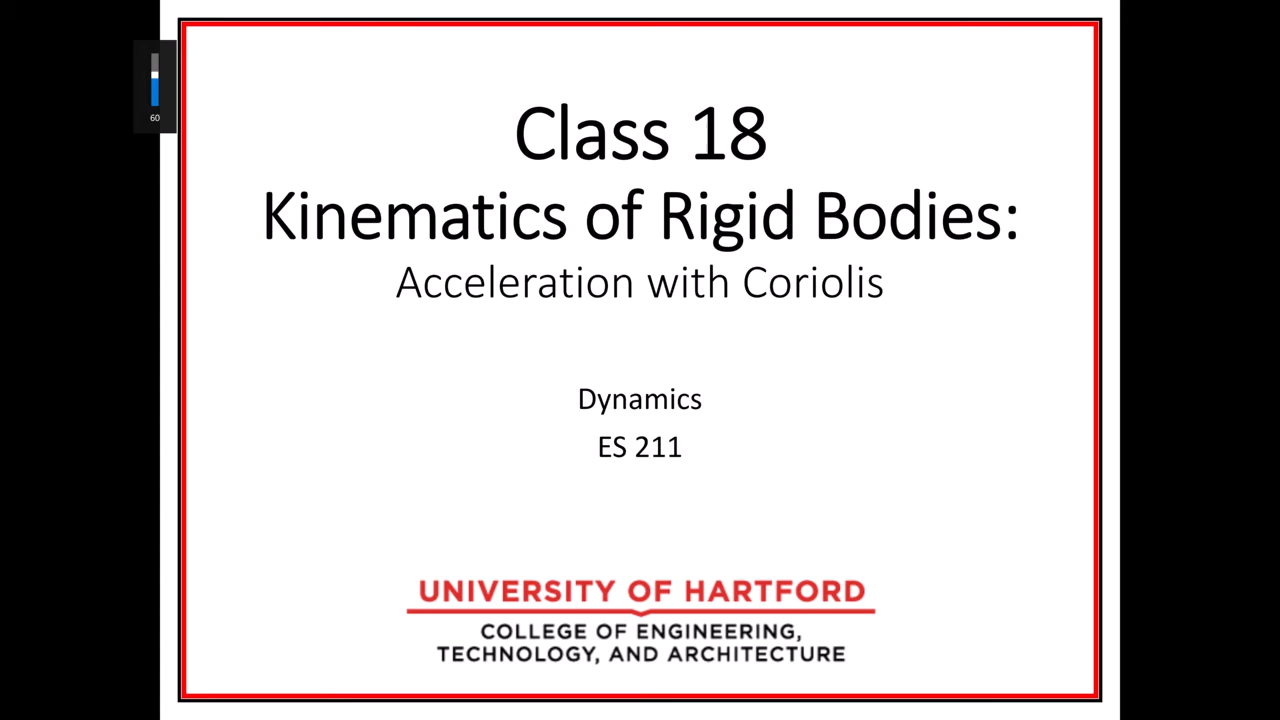 60
Class 18
Kinematics of Rigid Bodies:
Acceleration with Coriolis
Dynamics
ES 211
UNIVERSITY OF HARTFORD
COLLEGE OF ENGINEERING,
TECHNOLOGY, AND ARCHITECTURE